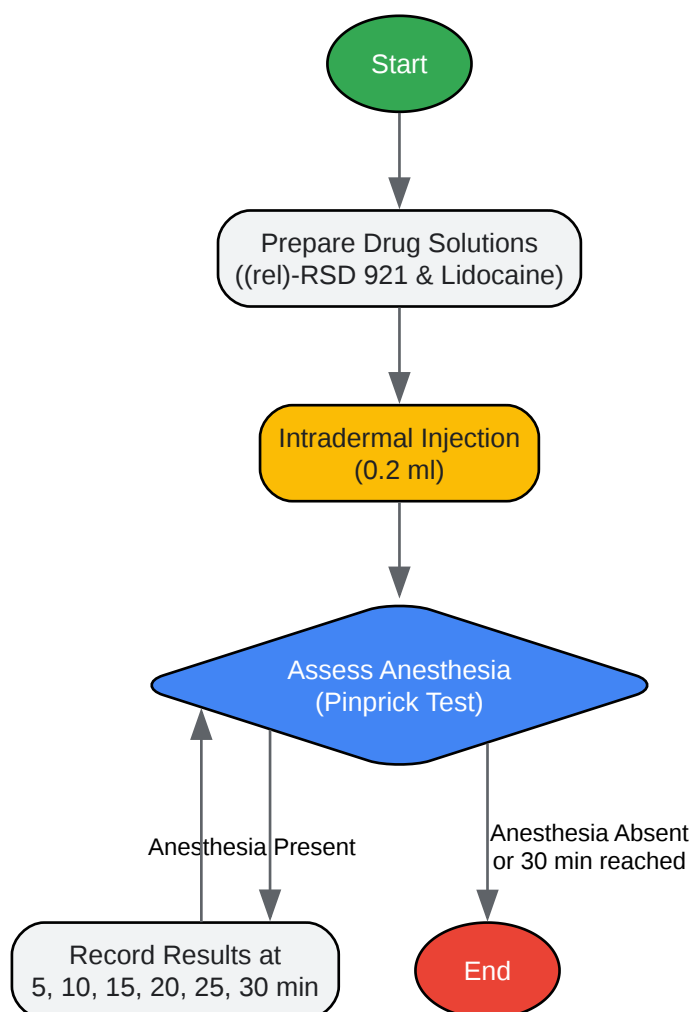 Start
Prepare Drug Solutions
((rel)-RSD 921 & Lidocaine)
Intradermal Injection
(0.2 ml)
Assess Anesthesia
(Pinprick Test)
Anesthesia Present
Anesthesia Absent
or 30 min reached
Record Results at
5, 10, 15, 20, 25, 30 min
End